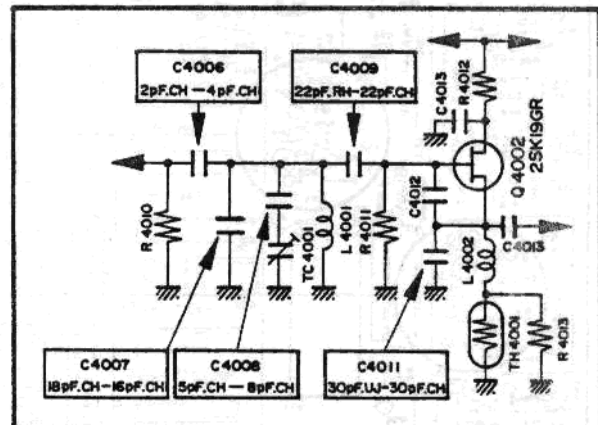 C4006
2pF.CH — 4pF.CH
C4009
22pF.RH–22pF.CH
C4013
R4012
Q4002
2SK19GR
R4010
TC4001
L4001
R4011
C4012
C4013
L4002
TH4001
R4013
C4007
18pF.CH–16pF.CH
C4008
5pF.CH — 8pF.CH
C4011
30pF.UJ–30pF.CH